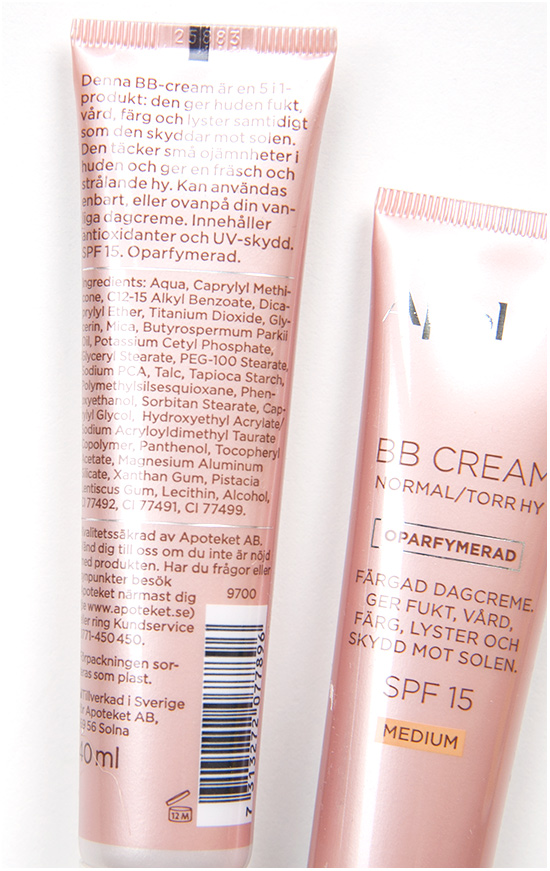 Denna BB-cream är en 5 i 1-
produkt: den ger huden fukt,
vård, färg och lyster samtidigt
som den skyddar mot solen.
Den täcker små ojämnheter i
huden och ger en fräsch och
strålande hy. Kan användas
enbart, eller ovanpå din van-
liga dagcreme. Innehåller
antioxidanter och UV-skydd.
SPF 15. Oparfymerad.
Ingredients: Aqua, Caprylyl Methi-
cone, C12-15 Alkyl Benzoate, Dica-
prylyl Ether, Titanium Dioxide, Gly-
cerin, Mica, Butyrospermum Parkii
Oil, Potassium Cetyl Phosphate,
Glyceryl Stearate, PEG-100 Stearate,
Sodium PCA, Talc, Tapioca Starch,
Polymethylsilsesquioxane, Phen-
oxyethanol, Sorbitan Stearate, Cap-
rylyl Glycol, Hydroxyethyl Acrylate/
Sodium Acryloyldimethyl Taurate
Copolymer, Panthenol, Tocopheryl
Acetate, Magnesium Aluminum
Silicate, Xanthan Gum, Pistacia
Lentiscus Gum, Lecithin, Alcohol,
CI 77492, CI 77491, CI 77499.
Kvalitetssäkrad av Apoteket AB.
Vänd dig till oss om du inte är nöjd
med produkten. Har du frågor eller
synpunkter besök
Apoteket närmast dig
(se www.apoteket.se)
eller ring Kundservice
0771-450 450.
9700
Förpackningen sor-
teras som plast.
Tillverkad i Sverige
för Apoteket AB,
56 Solna
40 ml
12 M
7 313272 077896
BB CREAM
NORMAL/TORR HY
OPARFYMERAD
FÄRGAD DAGCREME.
GER FUKT, VÅRD,
FÄRG, LYSTER OCH
SKYDD MOT SOLEN.
SPF 15
MEDIUM